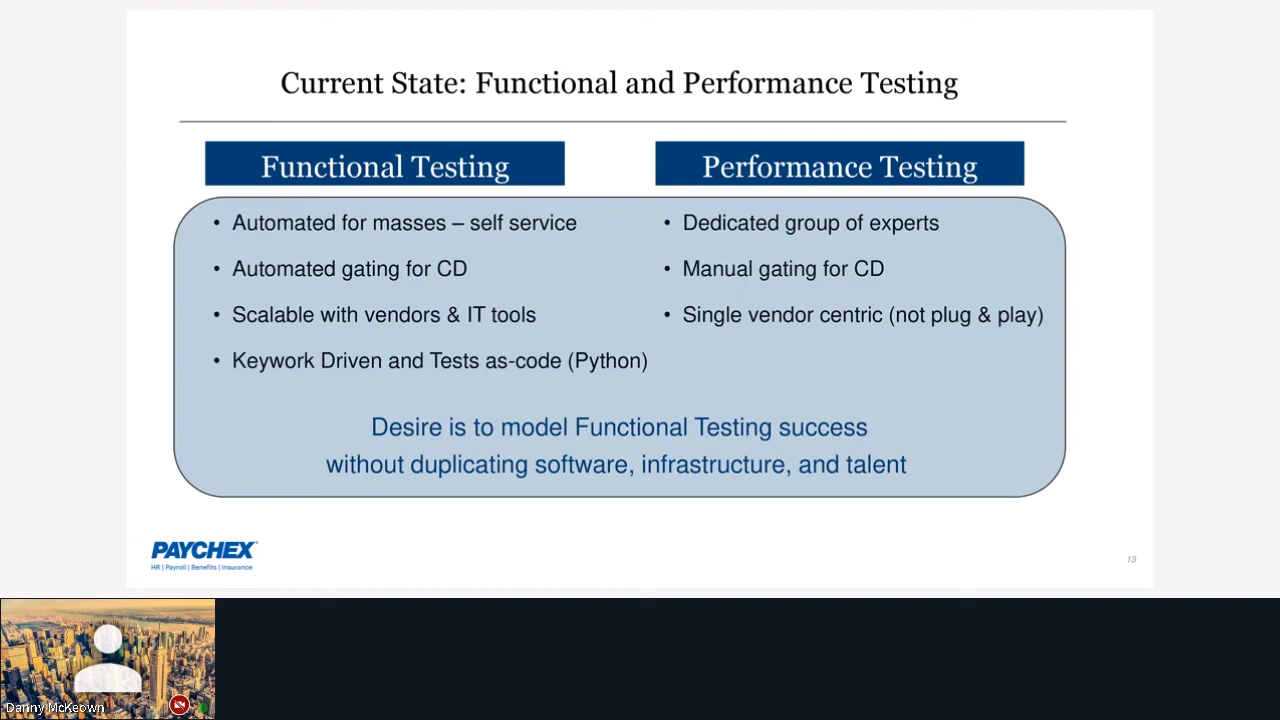 Current State: Functional and Performance Testing
Functional Testing
• Automated for masses – self service
• Automated gating for CD
• Scalable with vendors & IT tools
• Keywork Driven and Tests as-code (Python)
Performance Testing
• Dedicated group of experts
• Manual gating for CD
• Single vendor centric (not plug & play)
Desire is to model Functional Testing success
without duplicating software, infrastructure, and talent
PAYCHEX
HR | Payroll | Benefits | Insurance
13
Danny McKeown